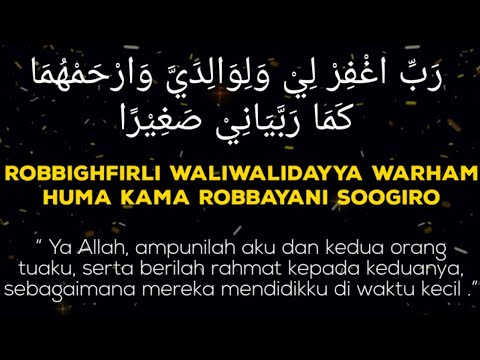 رَبِّ اغْفِرْ لِيْ وَلِوَالِدَيَّ وَارْحَمْهُمَا
كَمَا رَبَّيَانِيْ صَغِيْرًا
ROBBIGHFIRLI WALIWALIDAYYA WARHAM
HUMA KAMA ROBBAYANI SOOGIRO
“ Ya Allah, ampunilah aku dan kedua orang
tuaku, serta berilah rahmat kepada keduanya,
sebagaimana mereka mendidikku di waktu kecil .”